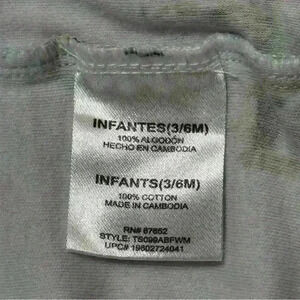 INFANTES(3/6M)
100% ALGODÓN
HECHO EN CAMBODIA
INFANTS(3/6M)
100% COTTON
MADE IN CAMBODIA
RN# 87652
STYLE: TS099ABFWM
UPC# 19602724041